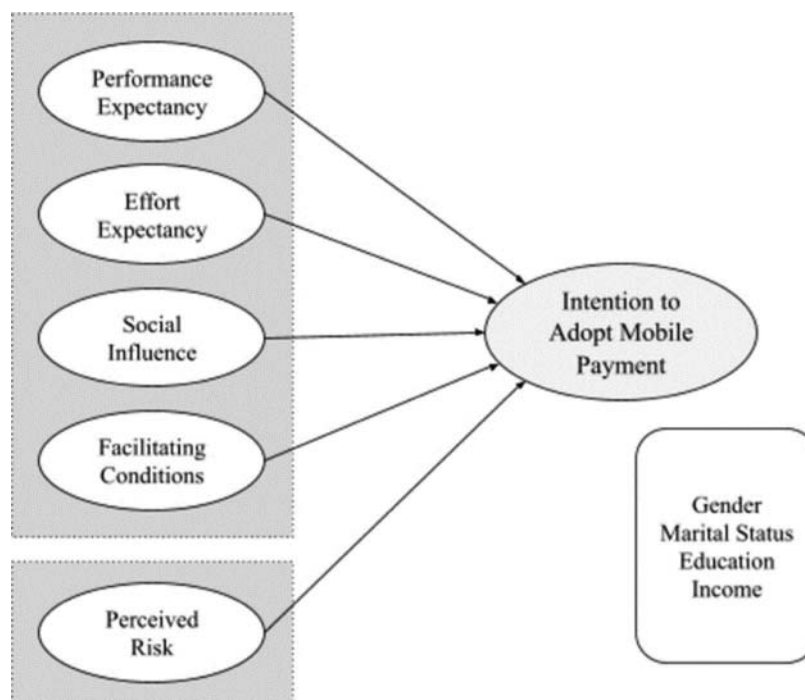 Performance
Expectancy
Effort
Expectancy
Social
Influence
Facilitating
Conditions
Perceived
Risk
Intention to
Adopt Mobile
Payment
Gender
Marital Status
Education
Income